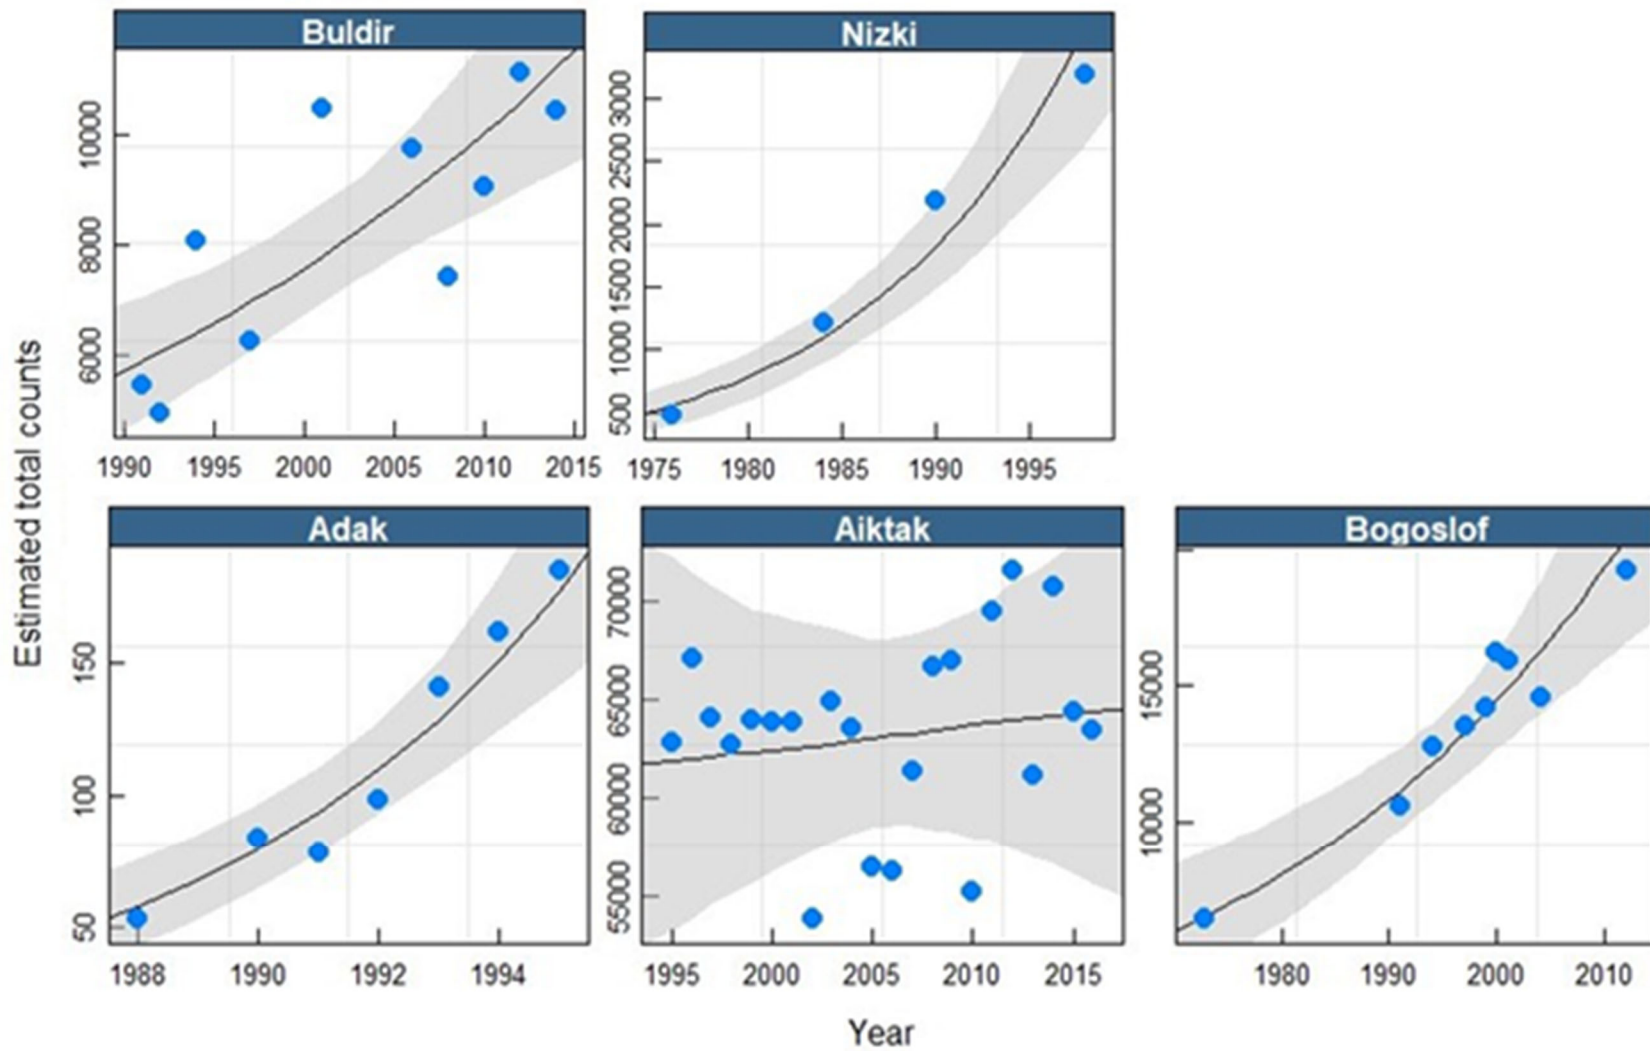 Buldir
Nizki
Estimated total counts
6000 8000 10000
500 1000 1500 2000 2500 3000
1990 1995 2000 2005 2010 2015
1975 1980 1985 1990 1995
Adak
Aiktak
Bogoslof
50 100 150
55000 60000 65000 70000
10000 15000
1988 1990 1992 1994
1995 2000 2005 2010 2015
1980 1990 2000 2010
Year